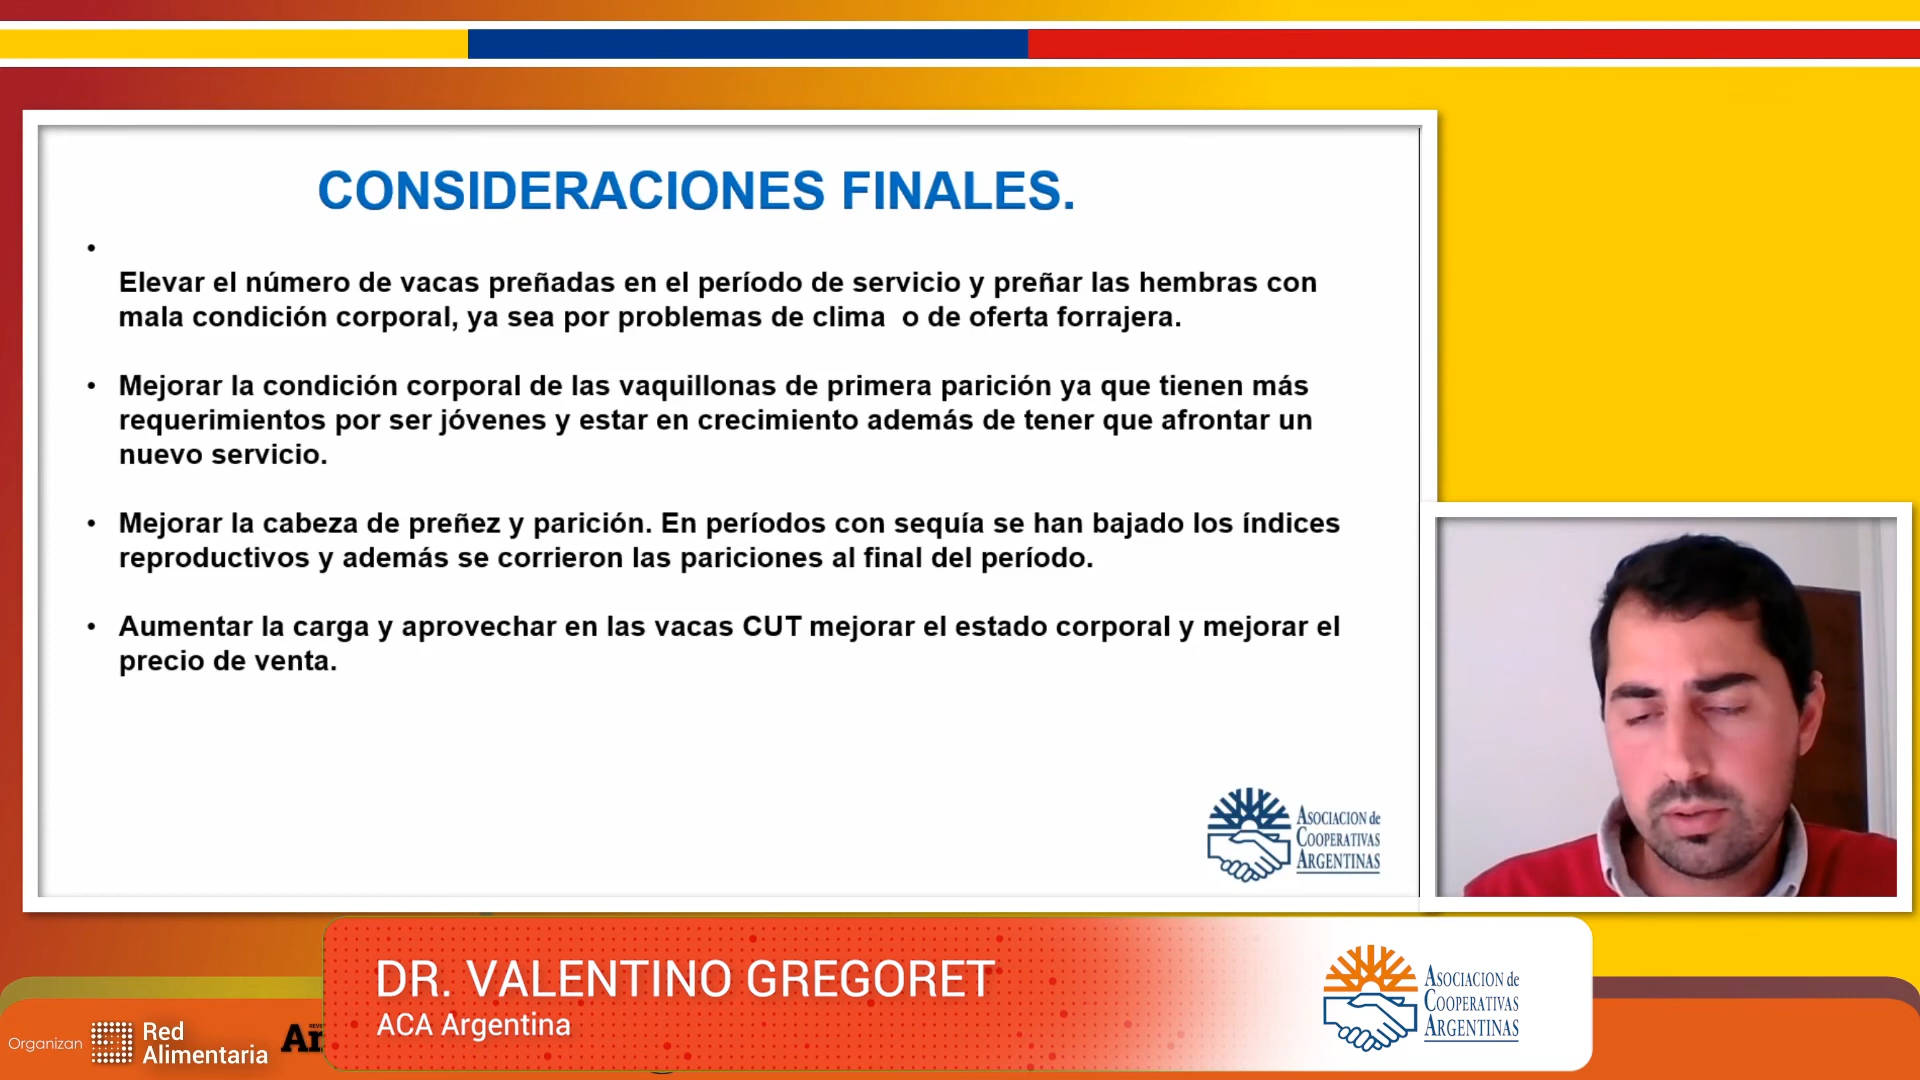 CONSIDERACIONES FINALES.
•
Elevar el número de vacas preñadas en el período de servicio y preñar las hembras con
mala condición corporal, ya sea por problemas de clima o de oferta forrajera.
• Mejorar la condición corporal de las vaquillonas de primera parición ya que tienen más
requerimientos por ser jóvenes y estar en crecimiento además de tener que afrontar un
nuevo servicio.
• Mejorar la cabeza de preñez y parición. En períodos con sequía se han bajado los índices
reproductivos y además se corrieron las pariciones al final del período.
• Aumentar la carga y aprovechar en las vacas CUT mejorar el estado corporal y mejorar el
precio de venta.
ASOCIACION de
COOPERATIVAS
ARGENTINAS
DR. VALENTINO GREGORET
ACA Argentina
ASOCIACION de
COOPERATIVAS
ARGENTINAS
Organizan
Red
Alimentaria